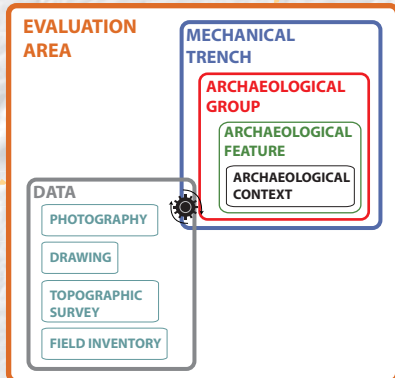 EVALUATION
AREA
MECHANICAL
TRENCH
ARCHAEOLOGICAL
GROUP
ARCHAEOLOGICAL
FEATURE
ARCHAEOLOGICAL
CONTEXT
DATA
PHOTOGRAPHY
DRAWING
TOPOGRAPHIC
SURVEY
FIELD INVENTORY